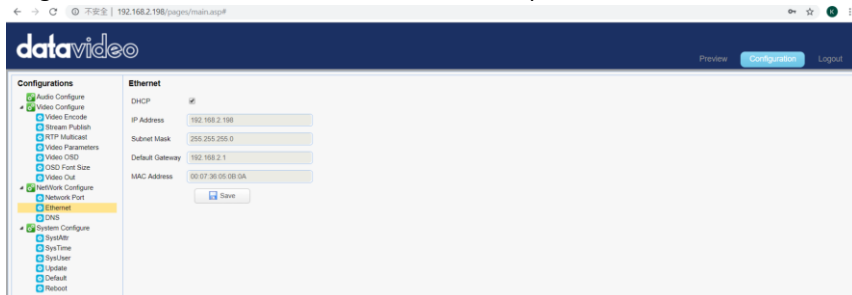 不安全 | 192.168.2.198/pages/main.asp#
K
datavideo
Preview
Configuration
Logout
Configurations
Audio Configure
Video Configure
Video Encode
Stream Publish
RTP Multicast
Video Parameters
Video OSD
OSD Font Size
Video Out
NetWork Configure
Network Port
Ethernet
DNS
System Configure
SystAttr
SysTime
SysUser
Update
Default
Reboot
Ethernet
DHCP
IP Address 192.168.2.198
Subnet Mask 255.255.255.0
Default Gateway 192.168.2.1
MAC Address 00:07:36:05:0B:0A
Save